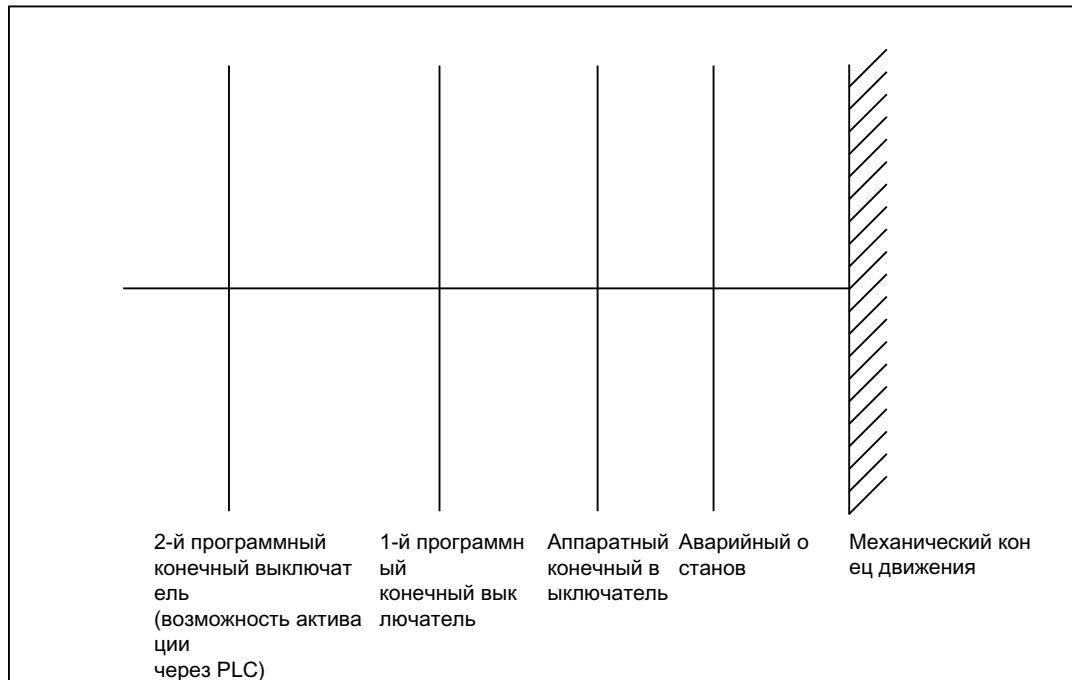 2-й программный
конечный выключат
ель
(возможность актива
ции
через PLC)
1-й программн
ый
конечный вык
лючатель
Аппаратный
конечный в
ыключатель
Аварийный о
станов
Механический кон
ец движения